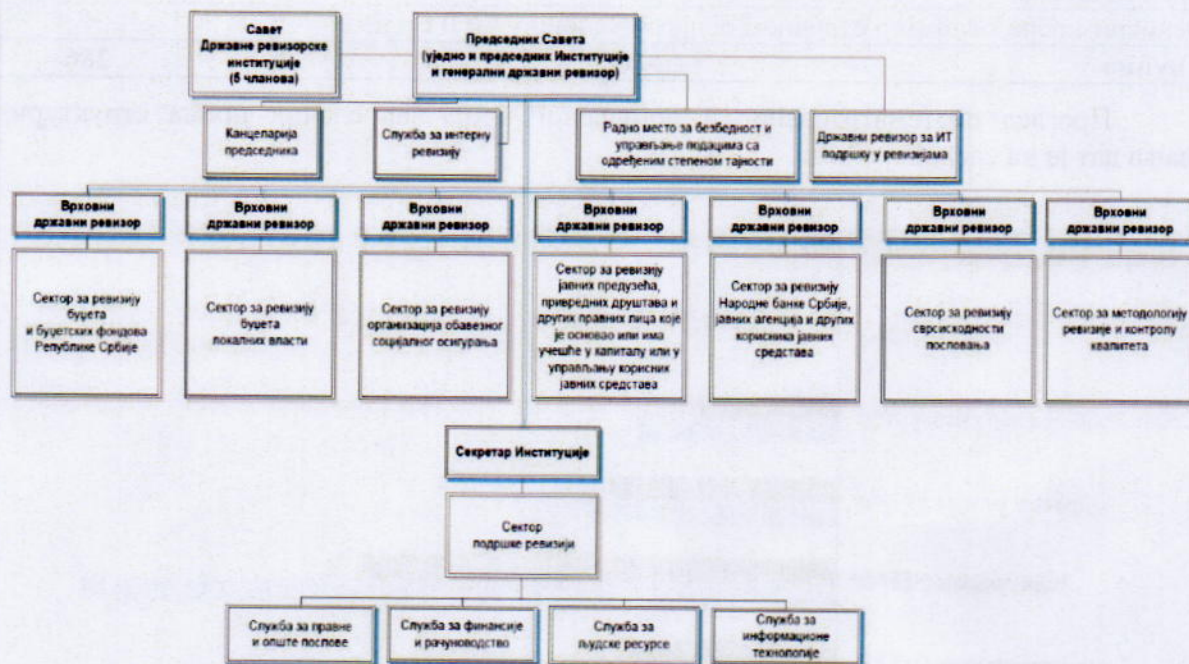 Савет
Државне ревизорске
институције
(5 чланова)
Председник Савета
(уједно и председник Институције
и генерални државни ревизор)
Канцеларија
председника
Служба за интерну
ревизију
Радно место за безбедност и
управљање подацима са
одређеним степеном тајности
Државни ревизор за ИТ
подршку у ревизијама
Врховни
државни ревизор
Врховни
државни ревизор
Врховни
државни ревизор
Врховни
државни ревизор
Врховни
државни ревизор
Врховни
државни ревизор
Врховни
државни ревизор
Сектор за ревизију
буџета
и буџетских фондова
Републике Србије
Сектор за ревизију
буџета
локалних власти
Сектор за ревизију
организација обавезног
социјалног осигурања
Сектор за ревизију
јавних предузећа,
привредних друштава и
других правних лица које
је основао или има
учешће у капиталу или у
управљању корисник
јавних средстава
Сектор за ревизију
Народне банке Србије,
јавних агенција и других
корисника јавних
средстава
Сектор за ревизију
сврсисходности
пословања
Сектор за методологију
ревизије и контролу
квалитета
Секретар Институције
Сектор
подршке ревизији
Служба за правне
и опште послове
Служба за финансије
и рачуноводство
Служба за
људске ресурсе
Служба за
информационе
технологије